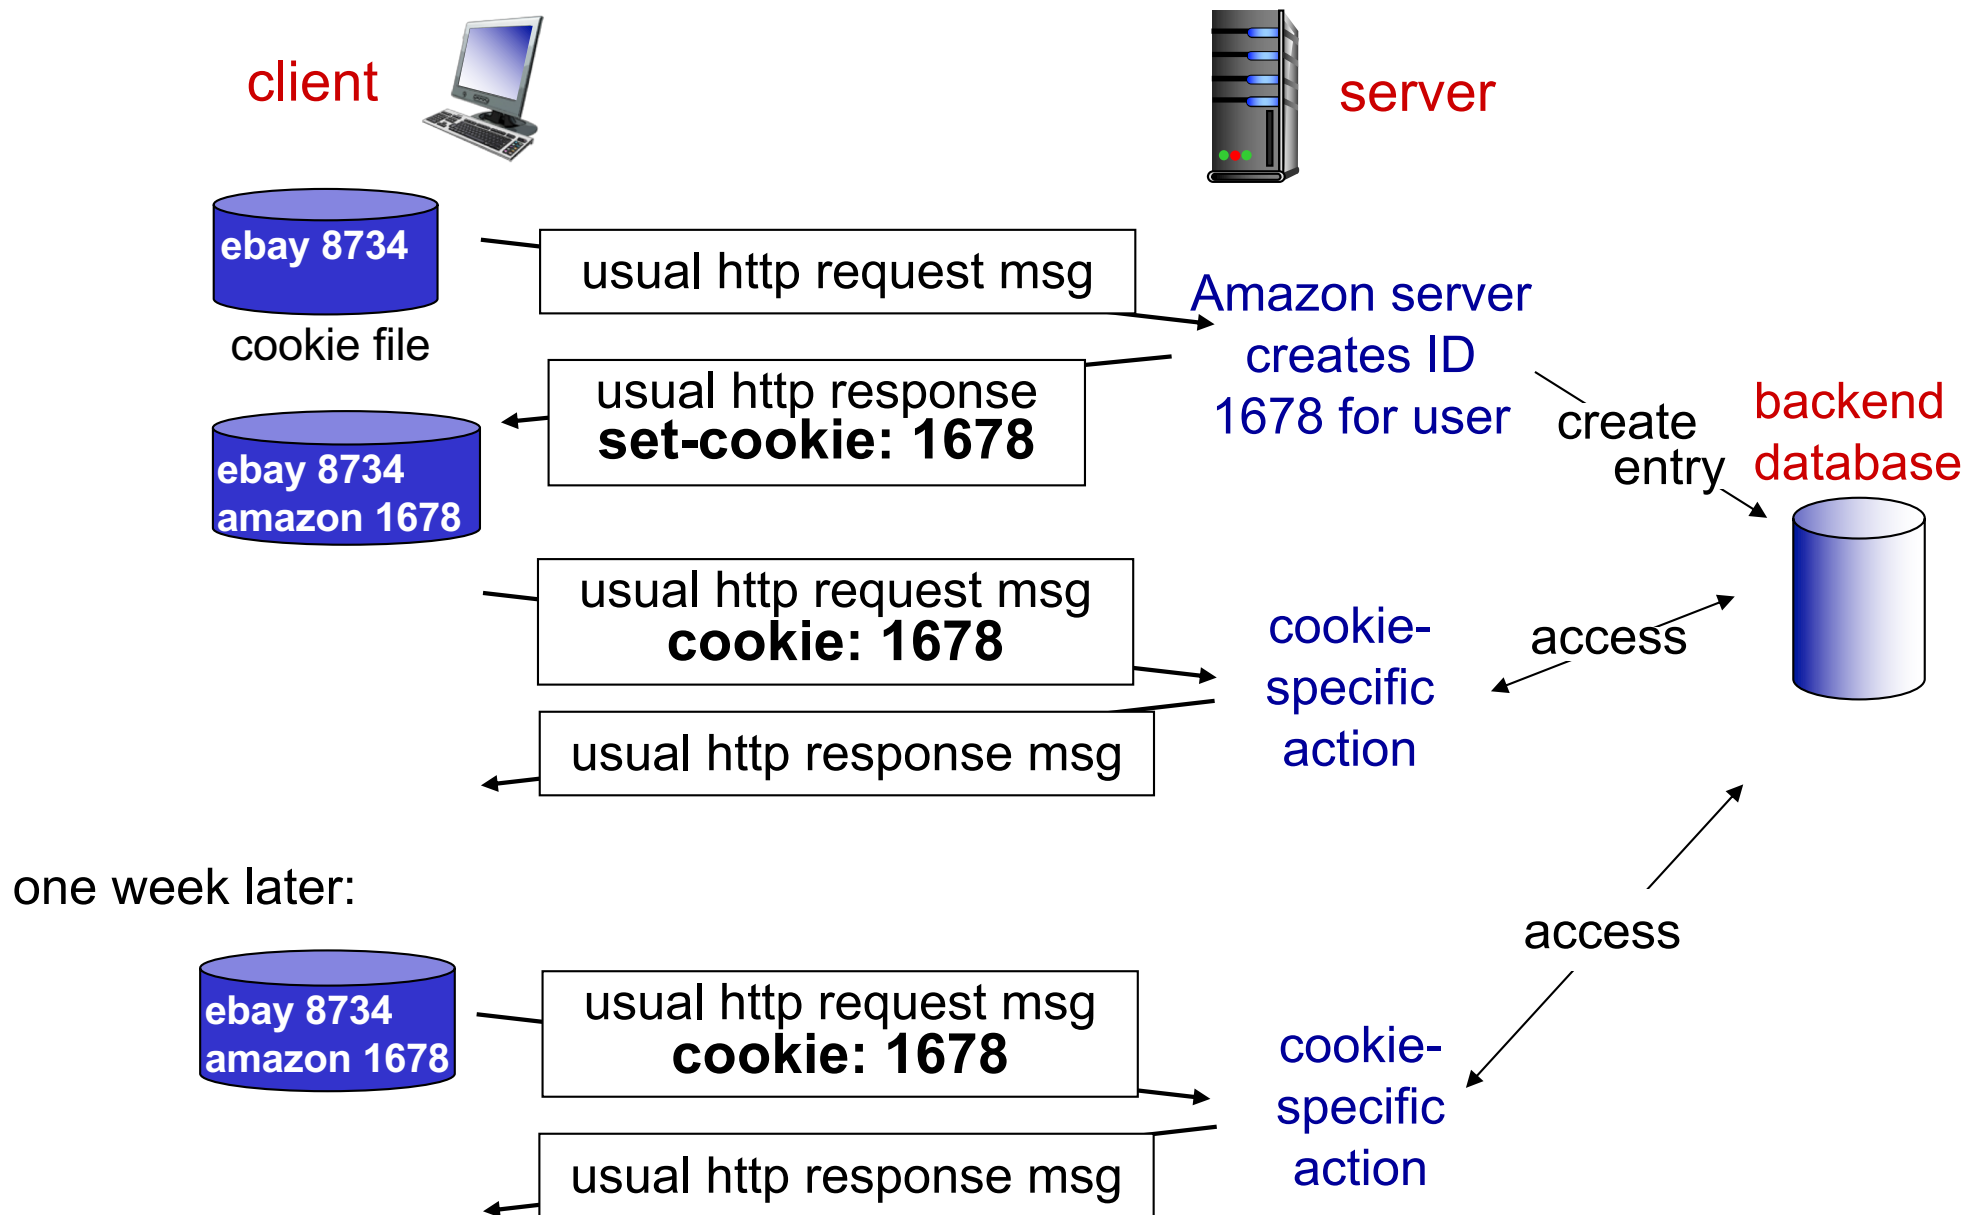 client
server
ebay 8734
cookie file
usual http request msg
Amazon server
creates ID
1678 for user
usual http response
set-cookie: 1678
create
entry
backend
database
ebay 8734
amazon 1678
usual http request msg
cookie: 1678
cookie-
specific
action
access
usual http response msg
one week later:
access
ebay 8734
amazon 1678
usual http request msg
cookie: 1678
cookie-
specific
action
usual http response msg